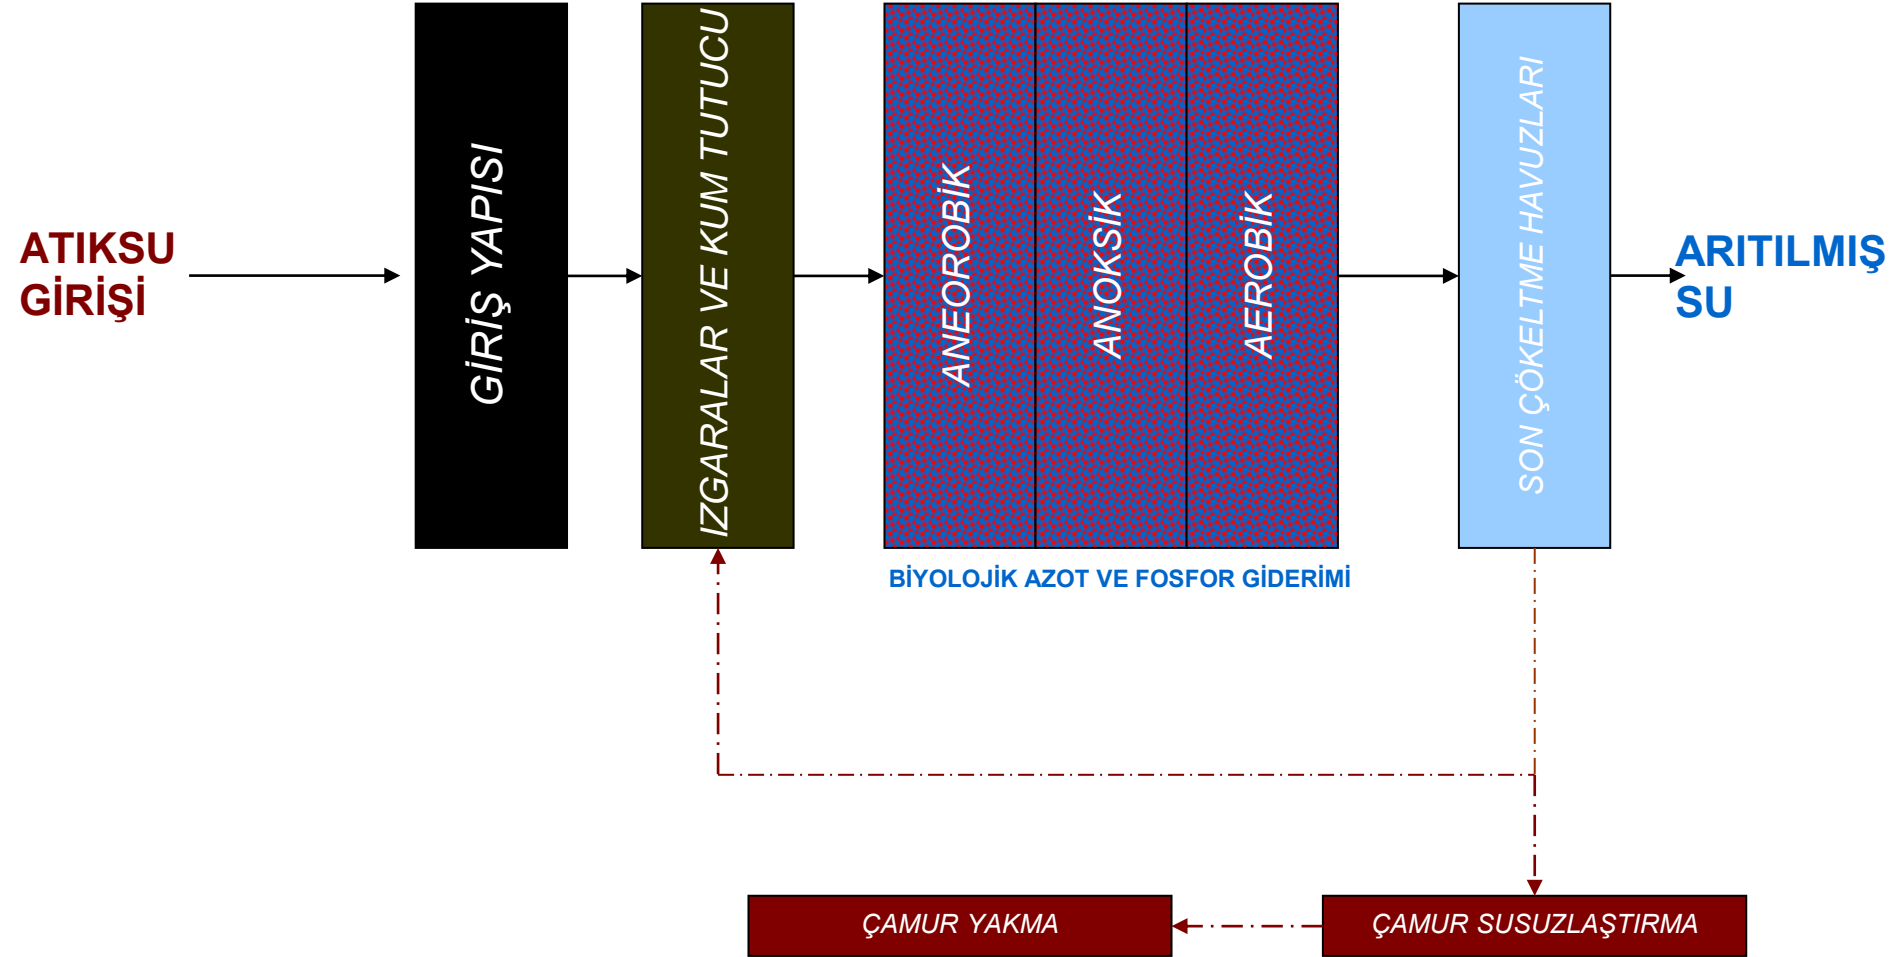 ATIKSU
GİRİŞİ
GİRİŞ YAPISI
IZGARALAR VE KUM TUTUCU
ANEOROBİK
ANOKSİK
AEROBİK
BİYOLOJİK AZOT VE FOSFOR GİDERİMİ
SON ÇÖKELTME HAVUZLARI
ARITILMIŞ
SU
ÇAMUR YAKMA
ÇAMUR SUSUZLAŞTIRMA